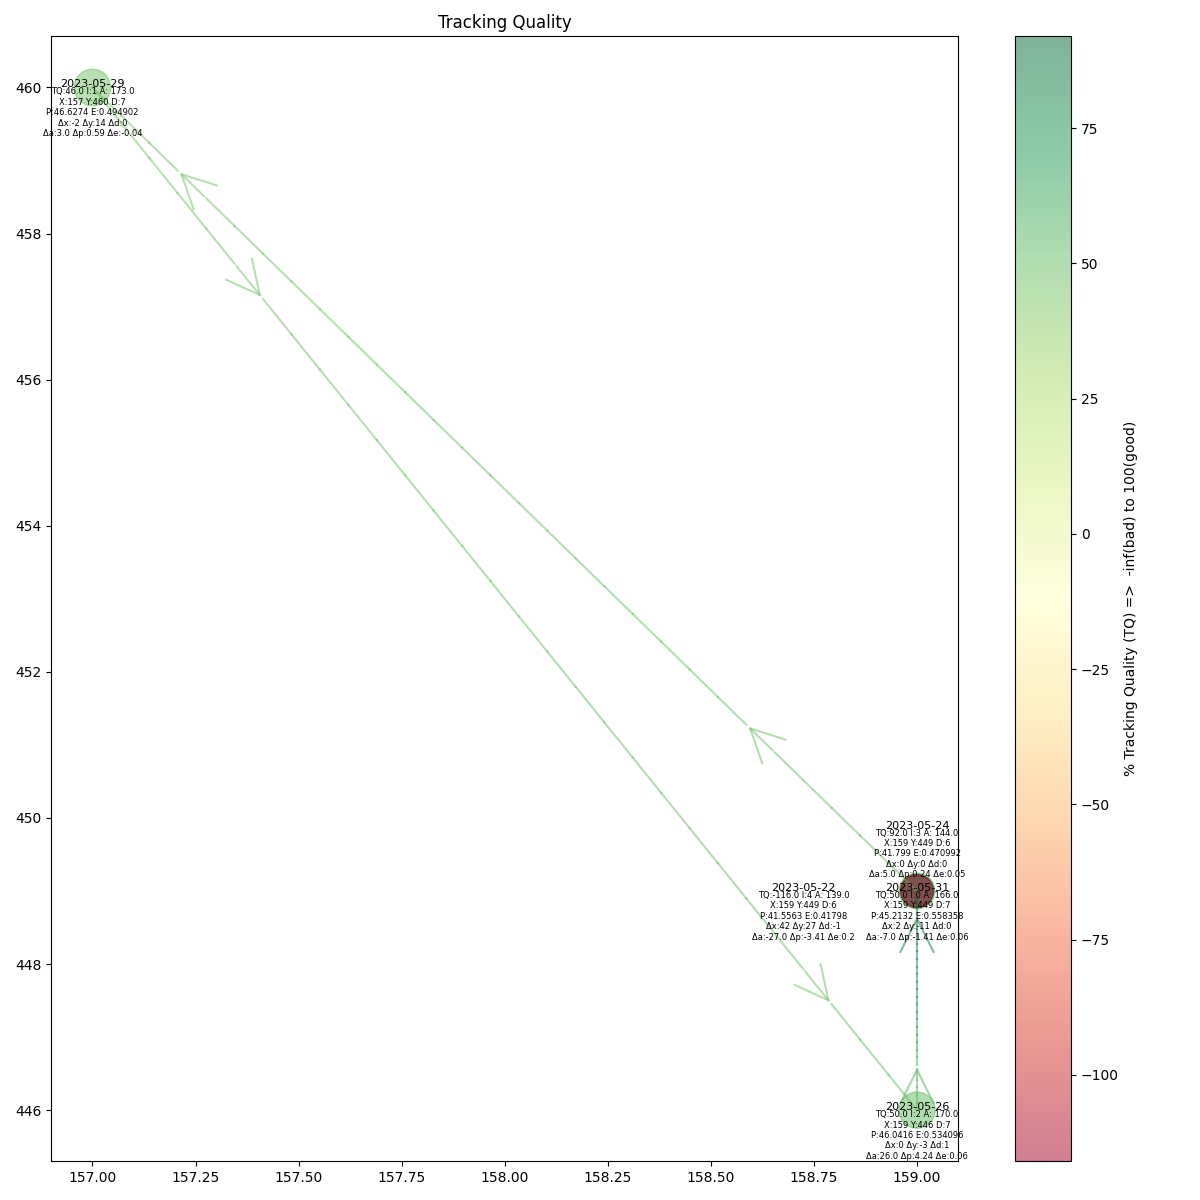 Tracking Quality
2023-05-29
TQ:46.0 I:1 A: 173.0
X:157 Y:460 D:7
P:46.6274 E:0.494902
Δx:-2 Δy:14 Δd:0
Δa:3.0 Δp:0.59 Δe:-0.04
2023-05-24
TQ:92.0 I:3 A: 144.0
X:159 Y:449 D:6
P:41.799 E:0.470992
Δx:0 Δy:0 Δd:0
Δa:5.0 Δp:0.24 Δe:0.05
2023-05-22
TQ:-116.0 I:4 A: 139.0
X:159 Y:449 D:6
P:41.5563 E:0.41798
Δx:42 Δy:27 Δd:-1
Δa:-27.0 Δp:-3.41 Δe:0.2
2023-05-31
TQ:50.0 I:0 A: 166.0
X:159 Y:449 D:7
P:45.2132 E:0.558358
Δx:2 Δy:-11 Δd:0
Δa:-7.0 Δp:-1.41 Δe:0.06
2023-05-26
TQ:50.0 I:2 A: 170.0
X:159 Y:446 D:7
P:46.0416 E:0.534096
Δx:0 Δy:-3 Δd:1
Δa:26.0 Δp:4.24 Δe:0.06
460
458
456
454
452
450
448
446
157.00 157.25 157.50 157.75 158.00 158.25 158.50 158.75 159.00
75
50
25
0
−25
−50
−75
−100
% Tracking Quality (TQ) => -inf(bad) to 100(good)